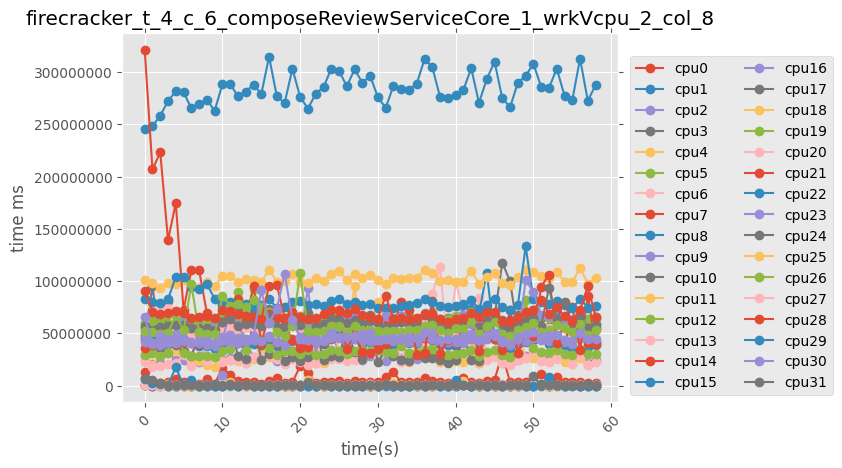 firecracker_t_4_c_6_composeReviewServiceCore_1_wrkVcpu_2_col_8
time ms
300000000
250000000
200000000
150000000
100000000
50000000
0
0
10
20
30
40
50
60
time(s)
cpu0
cpu1
cpu2
cpu3
cpu4
cpu5
cpu6
cpu7
cpu8
cpu9
cpu10
cpu11
cpu12
cpu13
cpu14
cpu15
cpu16
cpu17
cpu18
cpu19
cpu20
cpu21
cpu22
cpu23
cpu24
cpu25
cpu26
cpu27
cpu28
cpu29
cpu30
cpu31